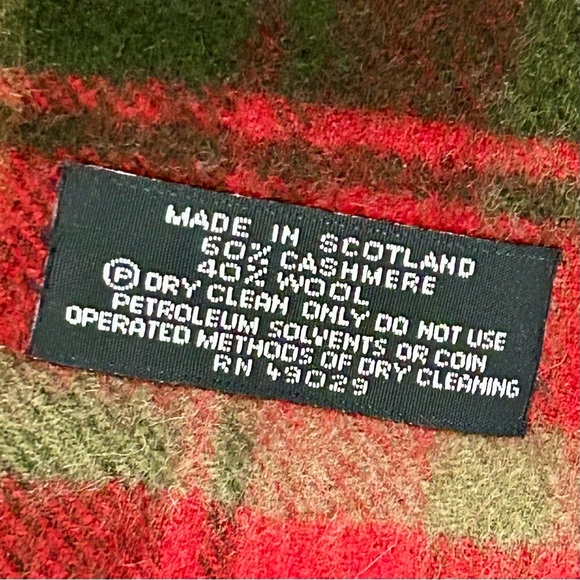 MADE IN SCOTLAND
60% CASHMERE
40% WOOL
Ⓟ DRY CLEAN ONLY DO NOT USE
PETROLEUM SOLVENTS OR COIN
OPERATED METHODS OF DRY CLEANING
RN 49029